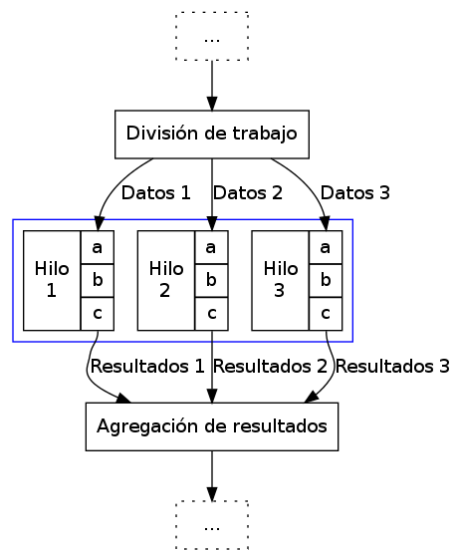 ...
División de trabajo
Datos 1
Datos 2
Datos 3
Hilo
1
a
b
c
Hilo
2
a
b
c
Hilo
3
a
b
c
Resultados 1
Resultados 2
Resultados 3
Agregación de resultados
...